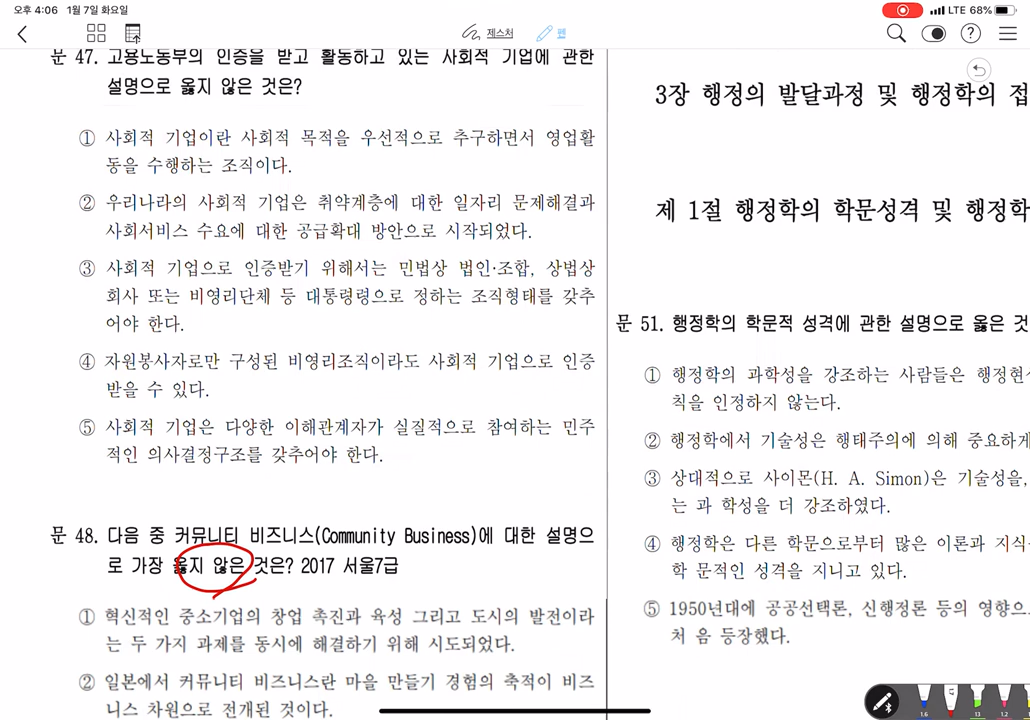 오후 4:06 1월 7일 화요일
LTE 68%
제스처
펜
문 47. 고용노동부의 인증을 받고 활동하고 있는 사회적 기업에 관한
설명으로 옳지 않은 것은?
① 사회적 기업이란 사회적 목적을 우선적으로 추구하면서 영업활
동을 수행하는 조직이다.
② 우리나라의 사회적 기업은 취약계층에 대한 일자리 문제해결과
사회서비스 수요에 대한 공급확대 방안으로 시작되었다.
③ 사회적 기업으로 인증받기 위해서는 민법상 법인·조합, 상법상
회사 또는 비영리단체 등 대통령령으로 정하는 조직형태를 갖추
어야 한다.
④ 자원봉사자로만 구성된 비영리조직이라도 사회적 기업으로 인증
받을 수 있다.
⑤ 사회적 기업은 다양한 이해관계자가 실질적으로 참여하는 민주
적인 의사결정구조를 갖추어야 한다.
문 48. 다음 중 커뮤니티 비즈니스(Community Business)에 대한 설명으
로 가장 옳지 않은 것은? 2017 서울7급
① 혁신적인 중소기업의 창업 촉진과 육성 그리고 도시의 발전이라
는 두 가지 과제를 동시에 해결하기 위해 시도되었다.
② 일본에서 커뮤니티 비즈니스란 마을 만들기 경험의 축적이 비즈
니스 차원으로 전개된 것이다.
3장 행정의 발달과정 및 행정학의 접
제 1절 행정학의 학문성격 및 행정학
문 51. 행정학의 학문적 성격에 관한 설명으로 옳은 것
① 행정학의 과학성을 강조하는 사람들은 행정현상
칙을 인정하지 않는다.
② 행정학에서 기술성은 행태주의에 의해 중요하게
③ 상대적으로 사이몬(H. A. Simon)은 기술성을,
는 과 학성을 더 강조하였다.
④ 행정학은 다른 학문으로부터 많은 이론과 지식
학 문적인 성격을 지니고 있다.
⑤ 1950년대에 공공선택론, 신행정론 등의 영향으
처 음 등장했다.
1.6
13
1.2